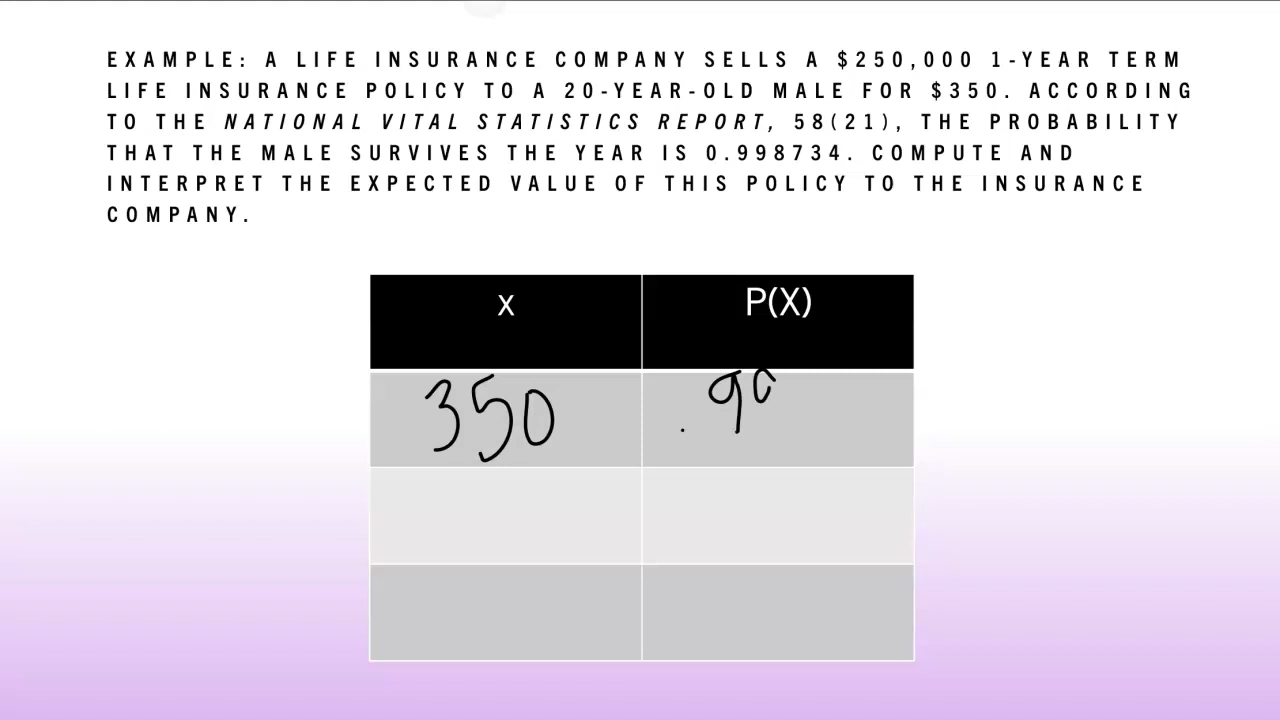 EXAMPLE: A LIFE INSURANCE COMPANY SELLS A $250,000 1-YEAR TERM
LIFE INSURANCE POLICY TO A 20-YEAR-OLD MALE FOR $350. ACCORDING
TO THE NATIONAL VITAL STATISTICS REPORT, 58(21), THE PROBABILITY
THAT THE MALE SURVIVES THE YEAR IS 0.998734. COMPUTE AND
INTERPRET THE EXPECTED VALUE OF THIS POLICY TO THE INSURANCE
COMPANY.
x P(X)
350 .99